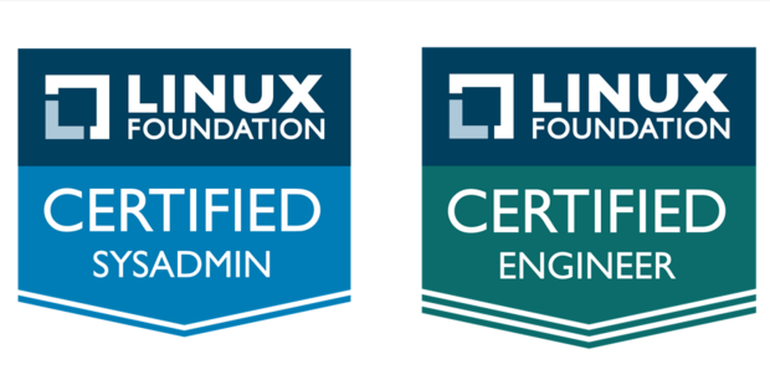 LINUX
FOUNDATION
CERTIFIED
SYSADMIN
LINUX
FOUNDATION
CERTIFIED
ENGINEER